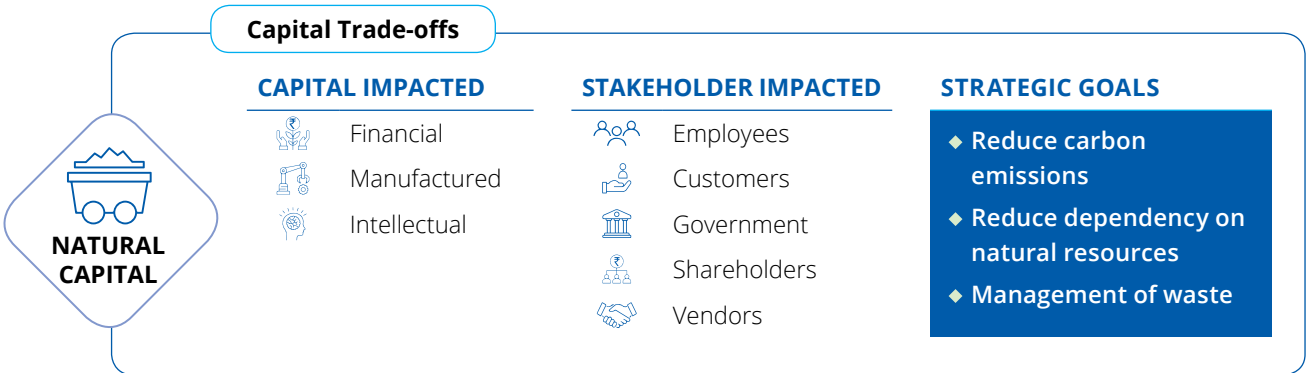 Capital Trade-offs
NATURAL
CAPITAL
CAPITAL IMPACTED
₹
Financial
Manufactured
Intellectual
STAKEHOLDER IMPACTED
Employees
Customers
Government
₹
Shareholders
Vendors
STRATEGIC GOALS
Reduce carbon
emissions
Reduce dependency on
natural resources
Management of waste